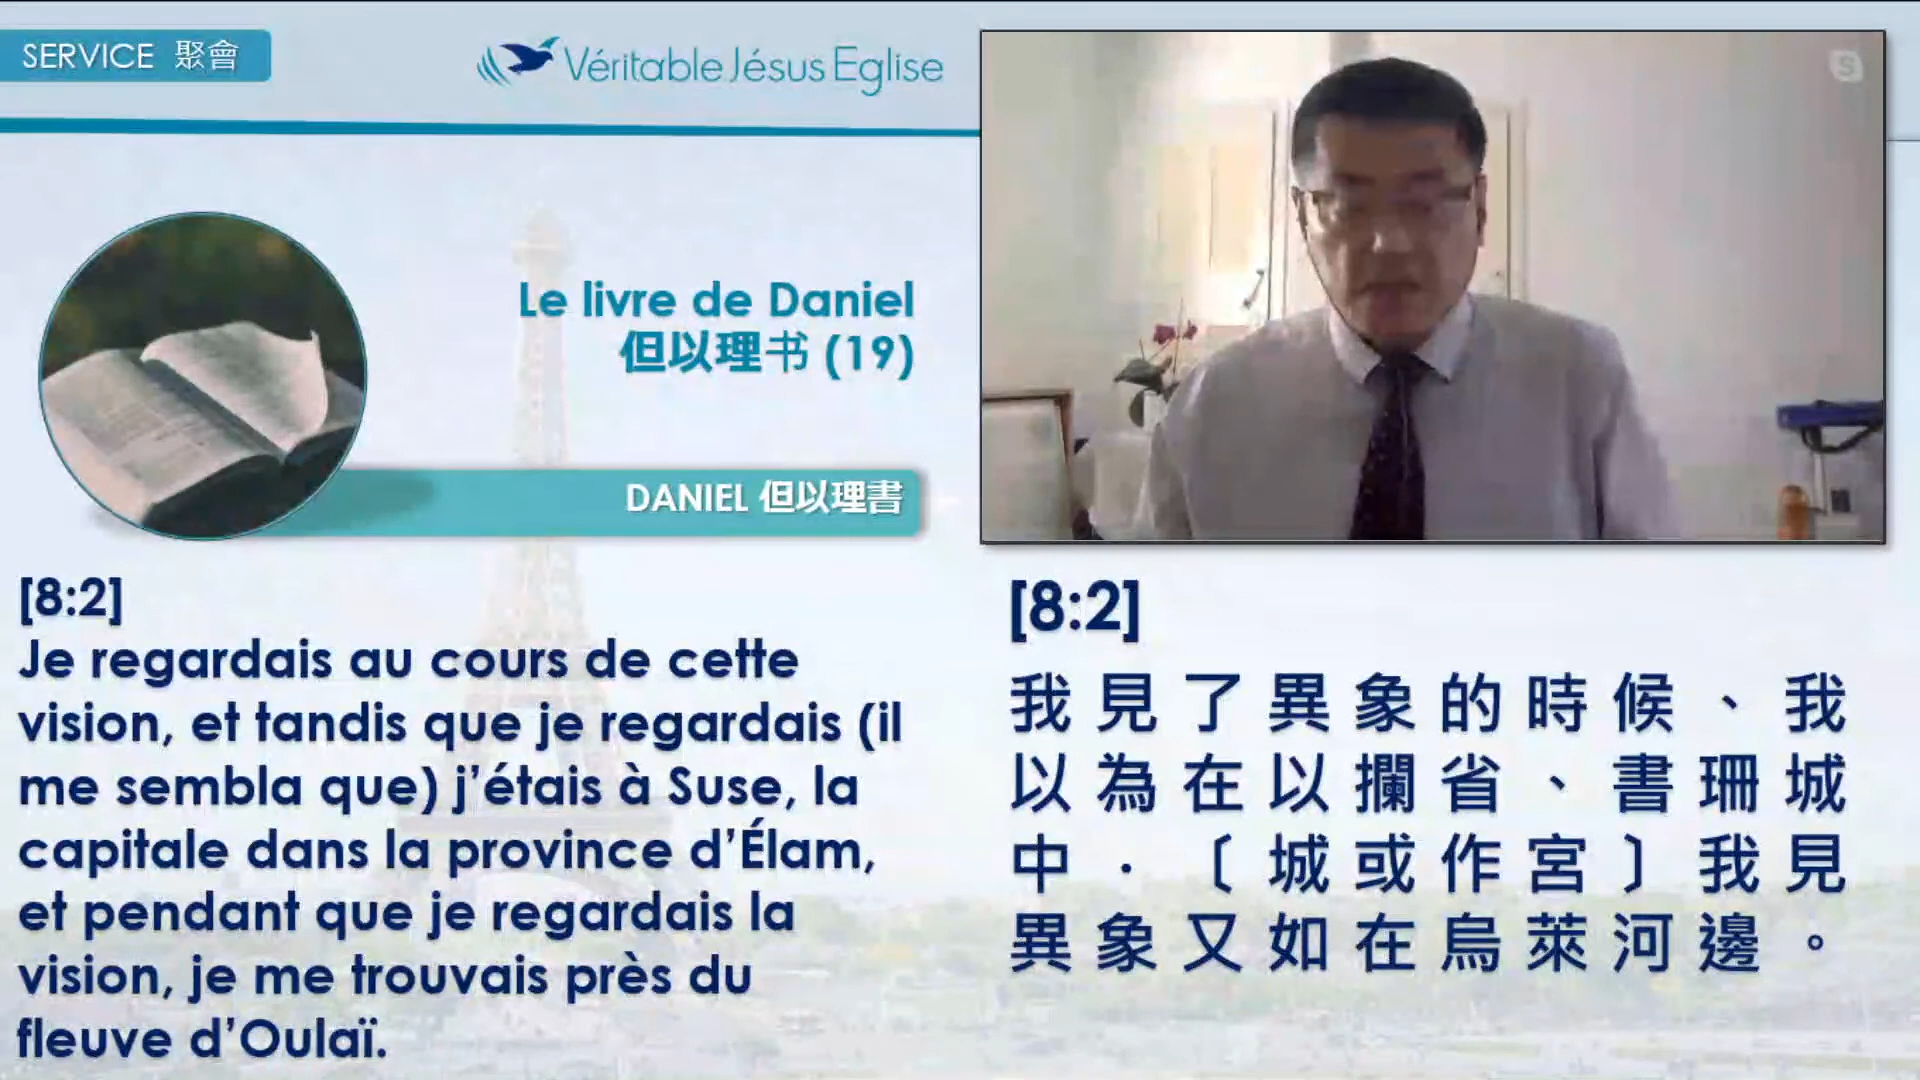 SERVICE 聚會
Véritable Jésus Eglise
Le livre de Daniel
但以理书 (19)
DANIEL 但以理書
[8:2]
Je regardais au cours de cette
vision, et tandis que je regardais (il
me sembla que) j’étais à Suse, la
capitale dans la province d’Élam,
et pendant que je regardais la
vision, je me trouvais près du
fleuve d’Oulaï.
[8:2]
我見了異象的時候、我
以為在以攔省、書珊城
中．〔城或作宮〕我見
異象又如在烏萊河邊。